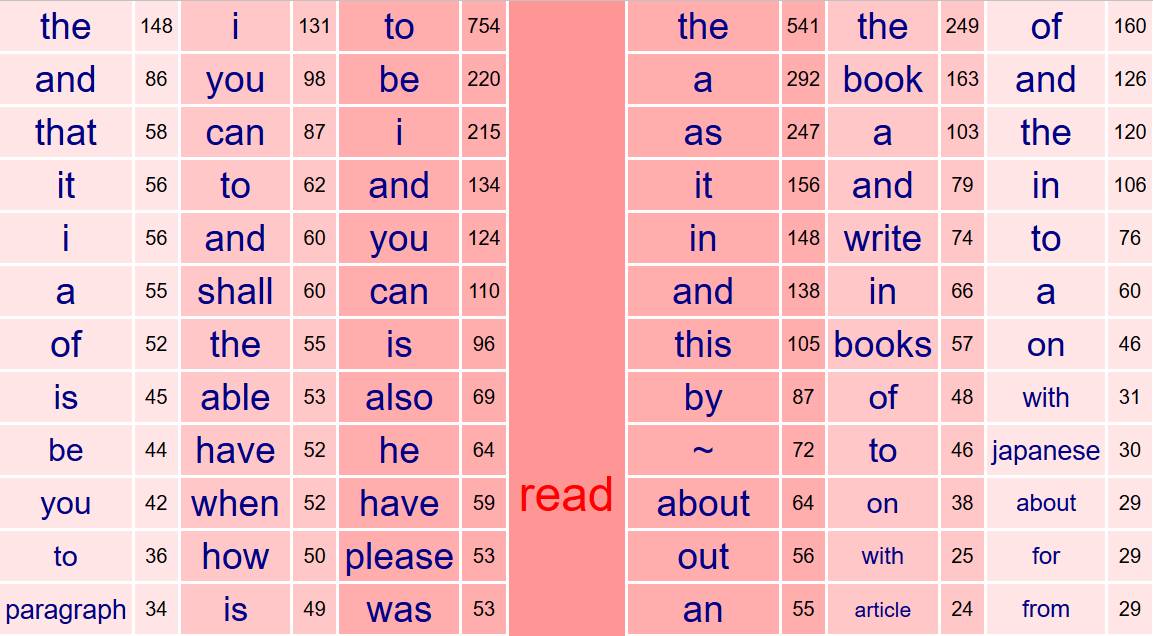 the 148 i 131 to 754 the 541 the 249 of 160
and 86 you 98 be 220 a 292 book 163 and 126
that 58 can 87 i 215 as 247 a 103 the 120
it 56 to 62 and 134 it 156 and 79 in 106
i 56 and 60 you 124 in 148 write 74 to 76
a 55 shall 60 can 110 and 138 in 66 a 60
of 52 the 55 is 96 this 105 books 57 on 46
is 45 able 53 also 69 by 87 of 48 with 31
be 44 have 52 he 64 ~ 72 to 46 japanese 30
you 42 when 52 have 59 read about 64 on 38 about 29
to 36 how 50 please 53 out 56 with 25 for 29
paragraph 34 is 49 was 53 an 55 article 24 from 29